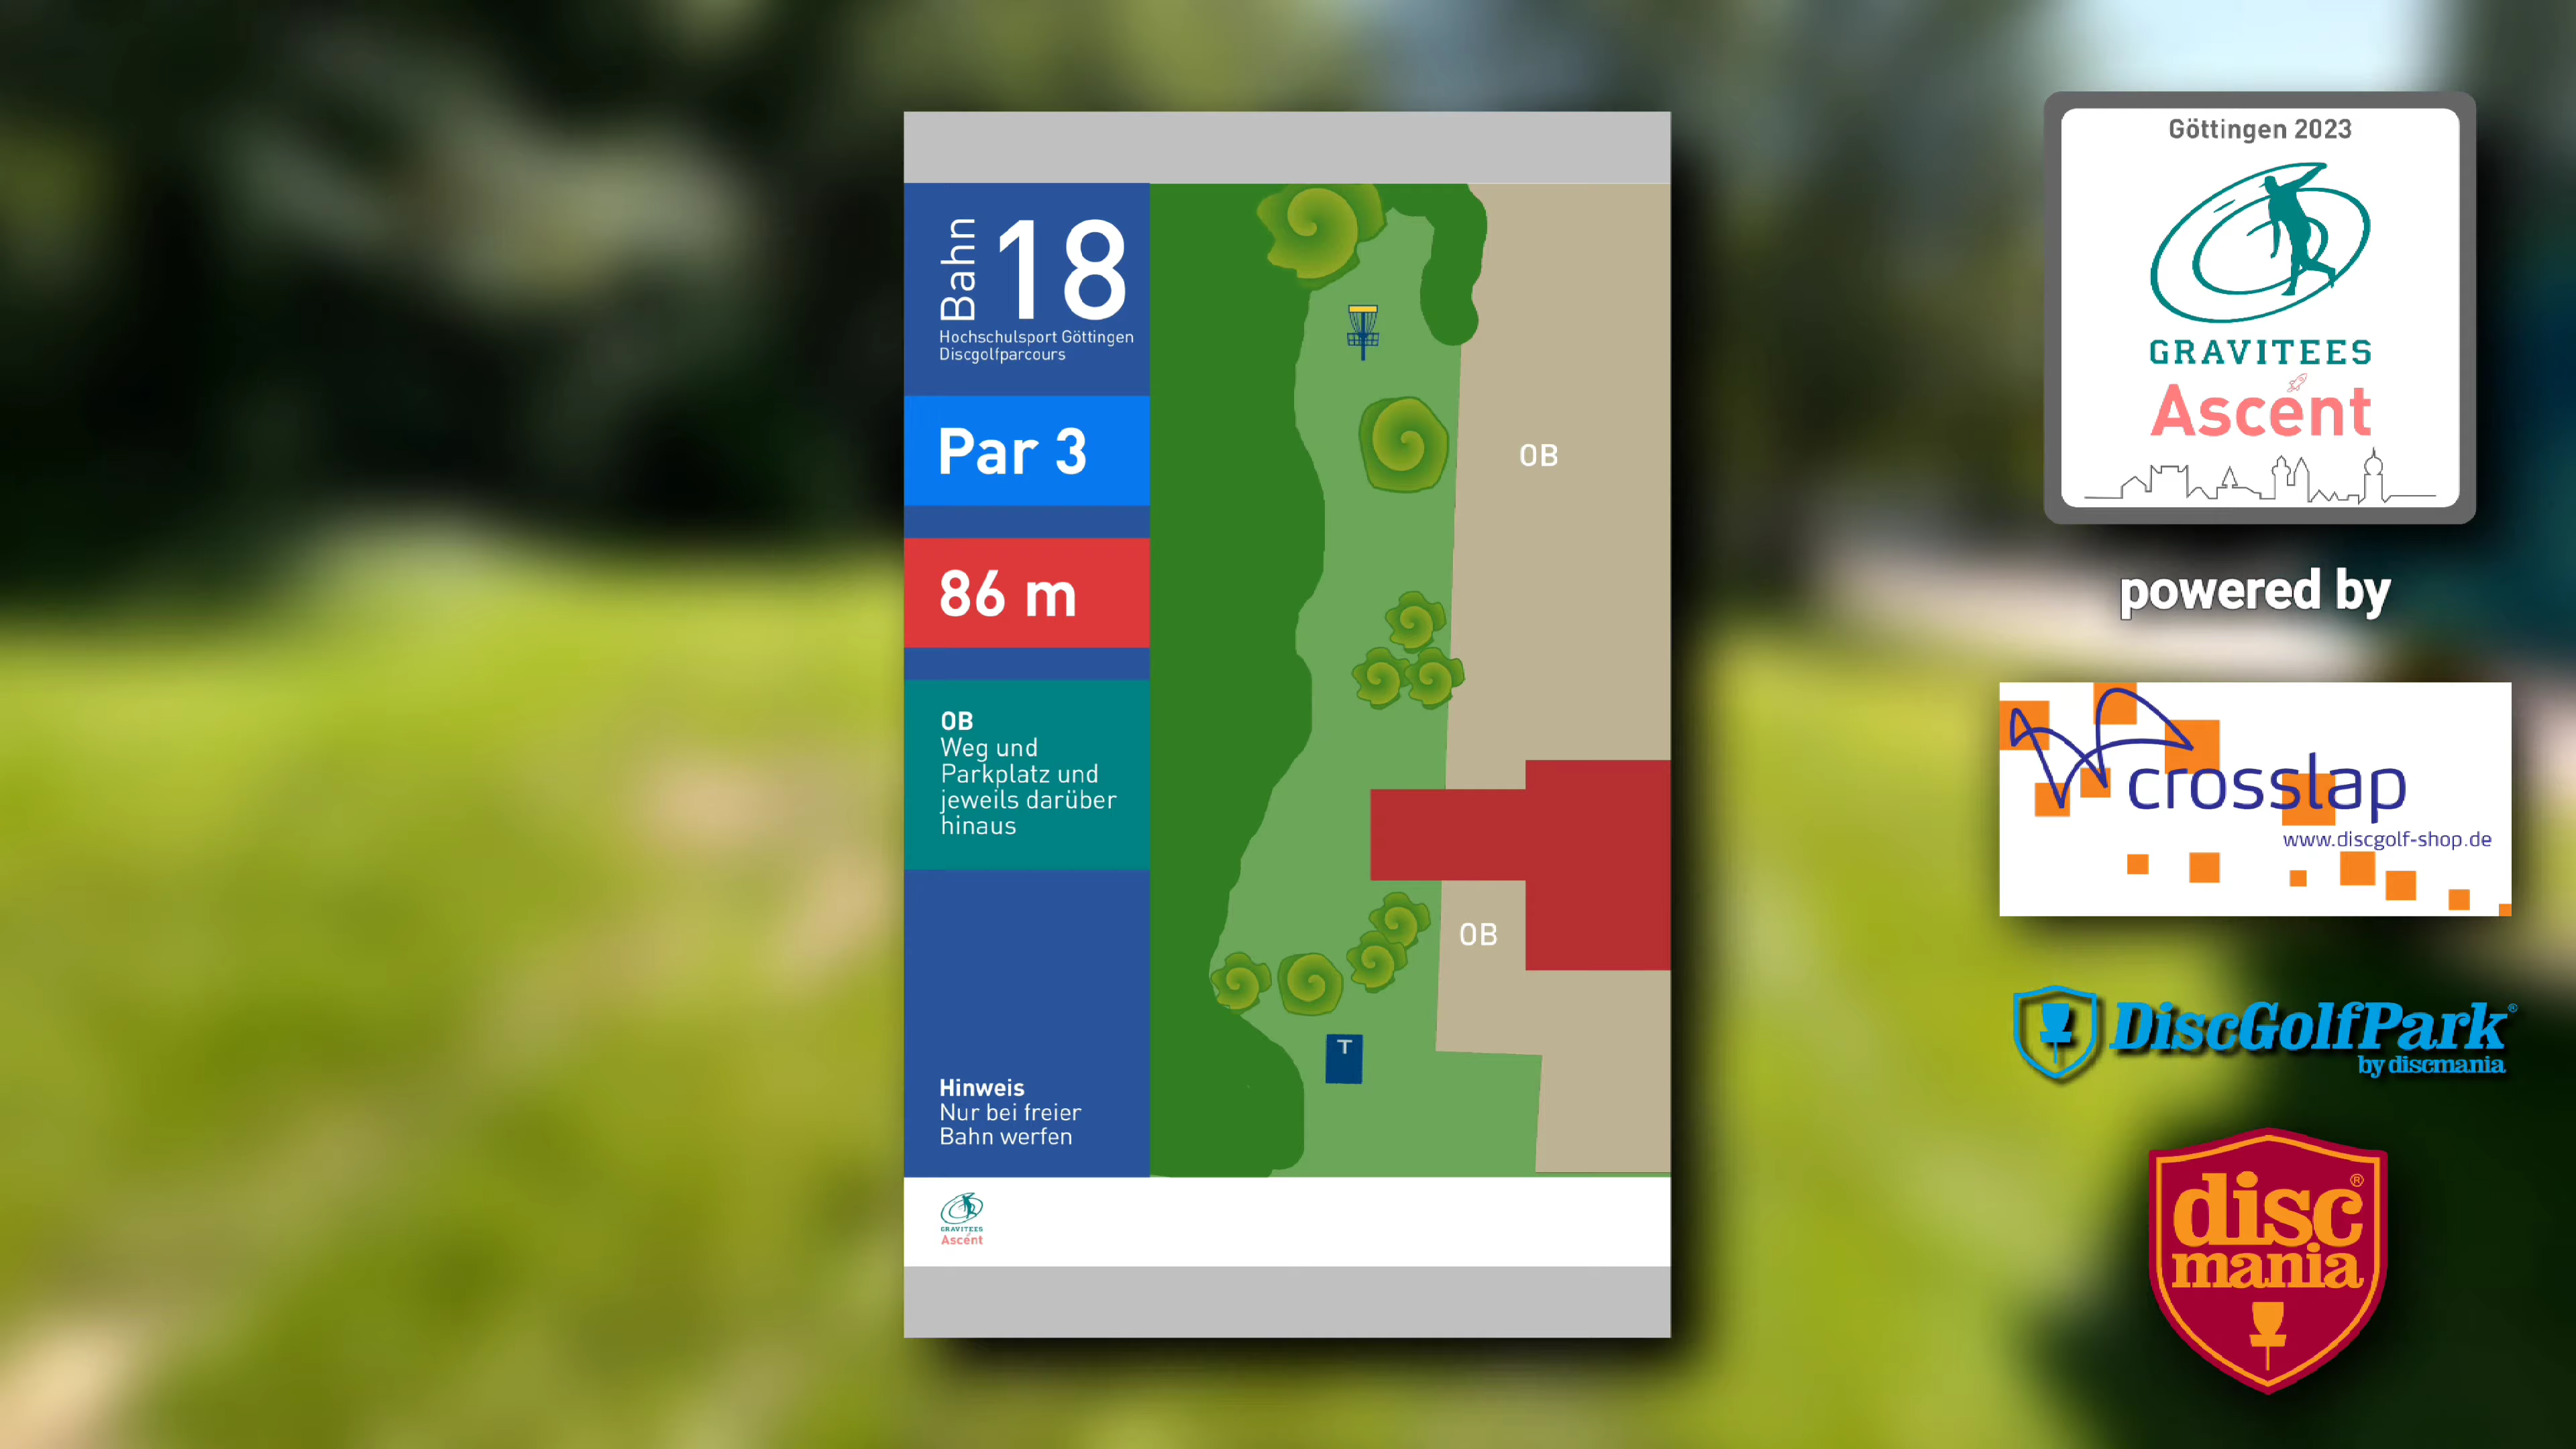 Bahn 18
Hochschulsport Göttingen
Discgolfparcours
Par 3
86 m
OB
Weg und
Parkplatz und
jeweils darüber
hinaus
Hinweis
Nur bei freier
Bahn werfen
OB
OB
T
GRAVITEES
Ascent
Göttingen 2023
GRAVITEES
Ascent
powered by
crosslap
www.discgolf-shop.de
DiscGolfPark®
by discmania
disc®
mania